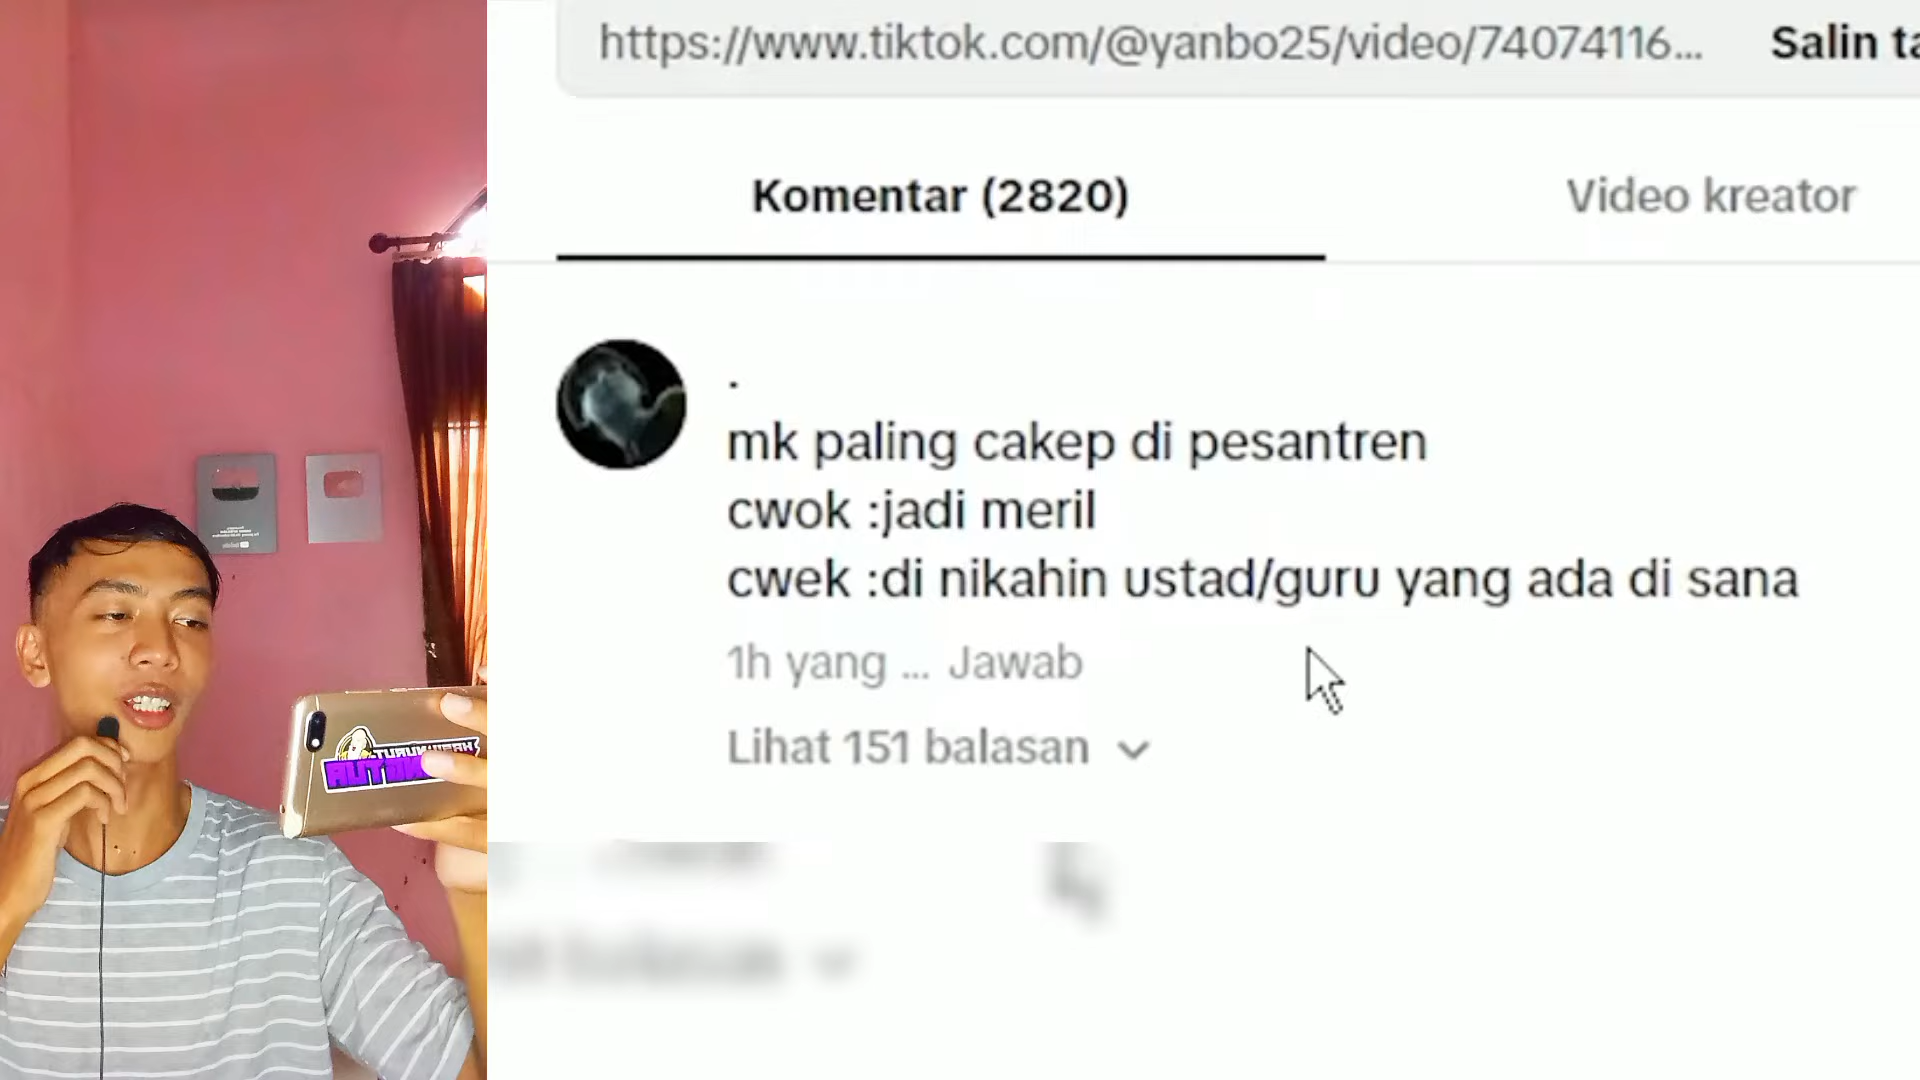 https://www.tiktok.com/@yanbo25/video/74074116...
Salin ta
Komentar (2820)
Video kreator
.
mk paling cakep di pesantren
cwok :jadi meril
cwek :di nikahin ustad/guru yang ada di sana
1h yang ... Jawab
Lihat 151 balasan